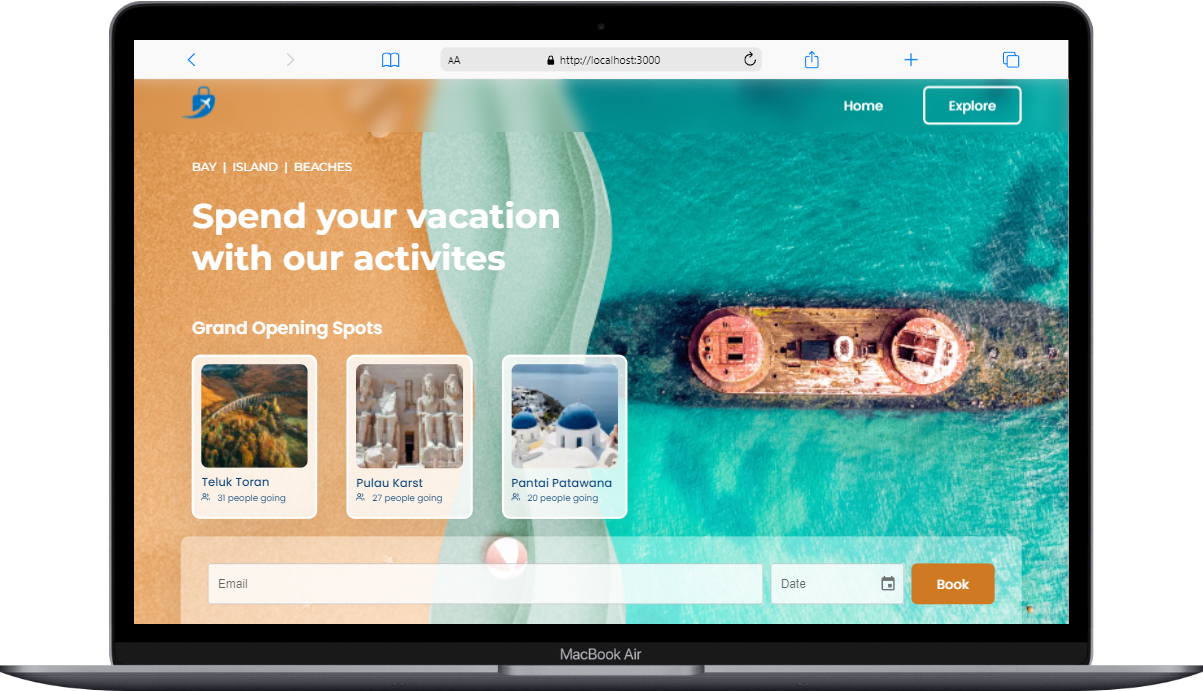 AA
http://localhost:3000
Home
Explore
BAY | ISLAND | BEACHES
Spend your vacation
with our activites
Grand Opening Spots
Teluk Toran
31 people going
Pulau Karst
27 people going
Pantai Patawana
20 people going
Email
Date
Book
MacBook Air